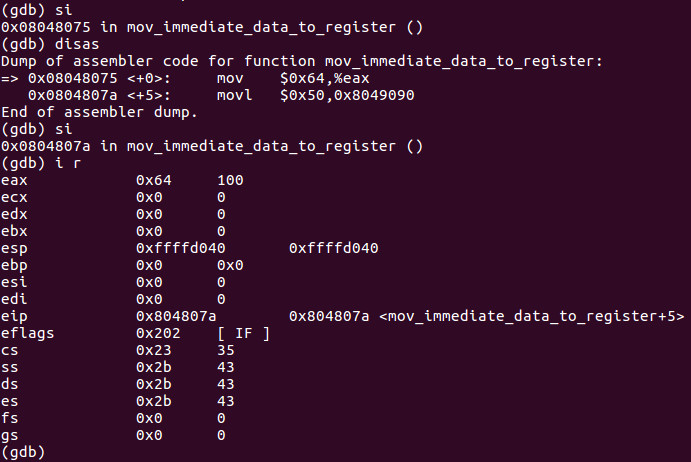 (gdb) si
0x08048075 in mov_immediate_data_to_register ()
(gdb) disas
Dump of assembler code for function mov_immediate_data_to_register:
=> 0x08048075 <+0>:     mov    $0x64,%eax
   0x0804807a <+5>:     movl   $0x50,0x8049090
End of assembler dump.
(gdb) si
0x0804807a in mov_immediate_data_to_register ()
(gdb) i r
eax            0x64     100
ecx            0x0      0
edx            0x0      0
ebx            0x0      0
esp            0xffffd040       0xffffd040
ebp            0x0      0x0
esi            0x0      0
edi            0x0      0
eip            0x804807a        0x804807a <mov_immediate_data_to_register+5>
eflags         0x202    [ IF ]
cs             0x23     35
ss             0x2b     43
ds             0x2b     43
es             0x2b     43
fs             0x0      0
gs             0x0      0
(gdb)